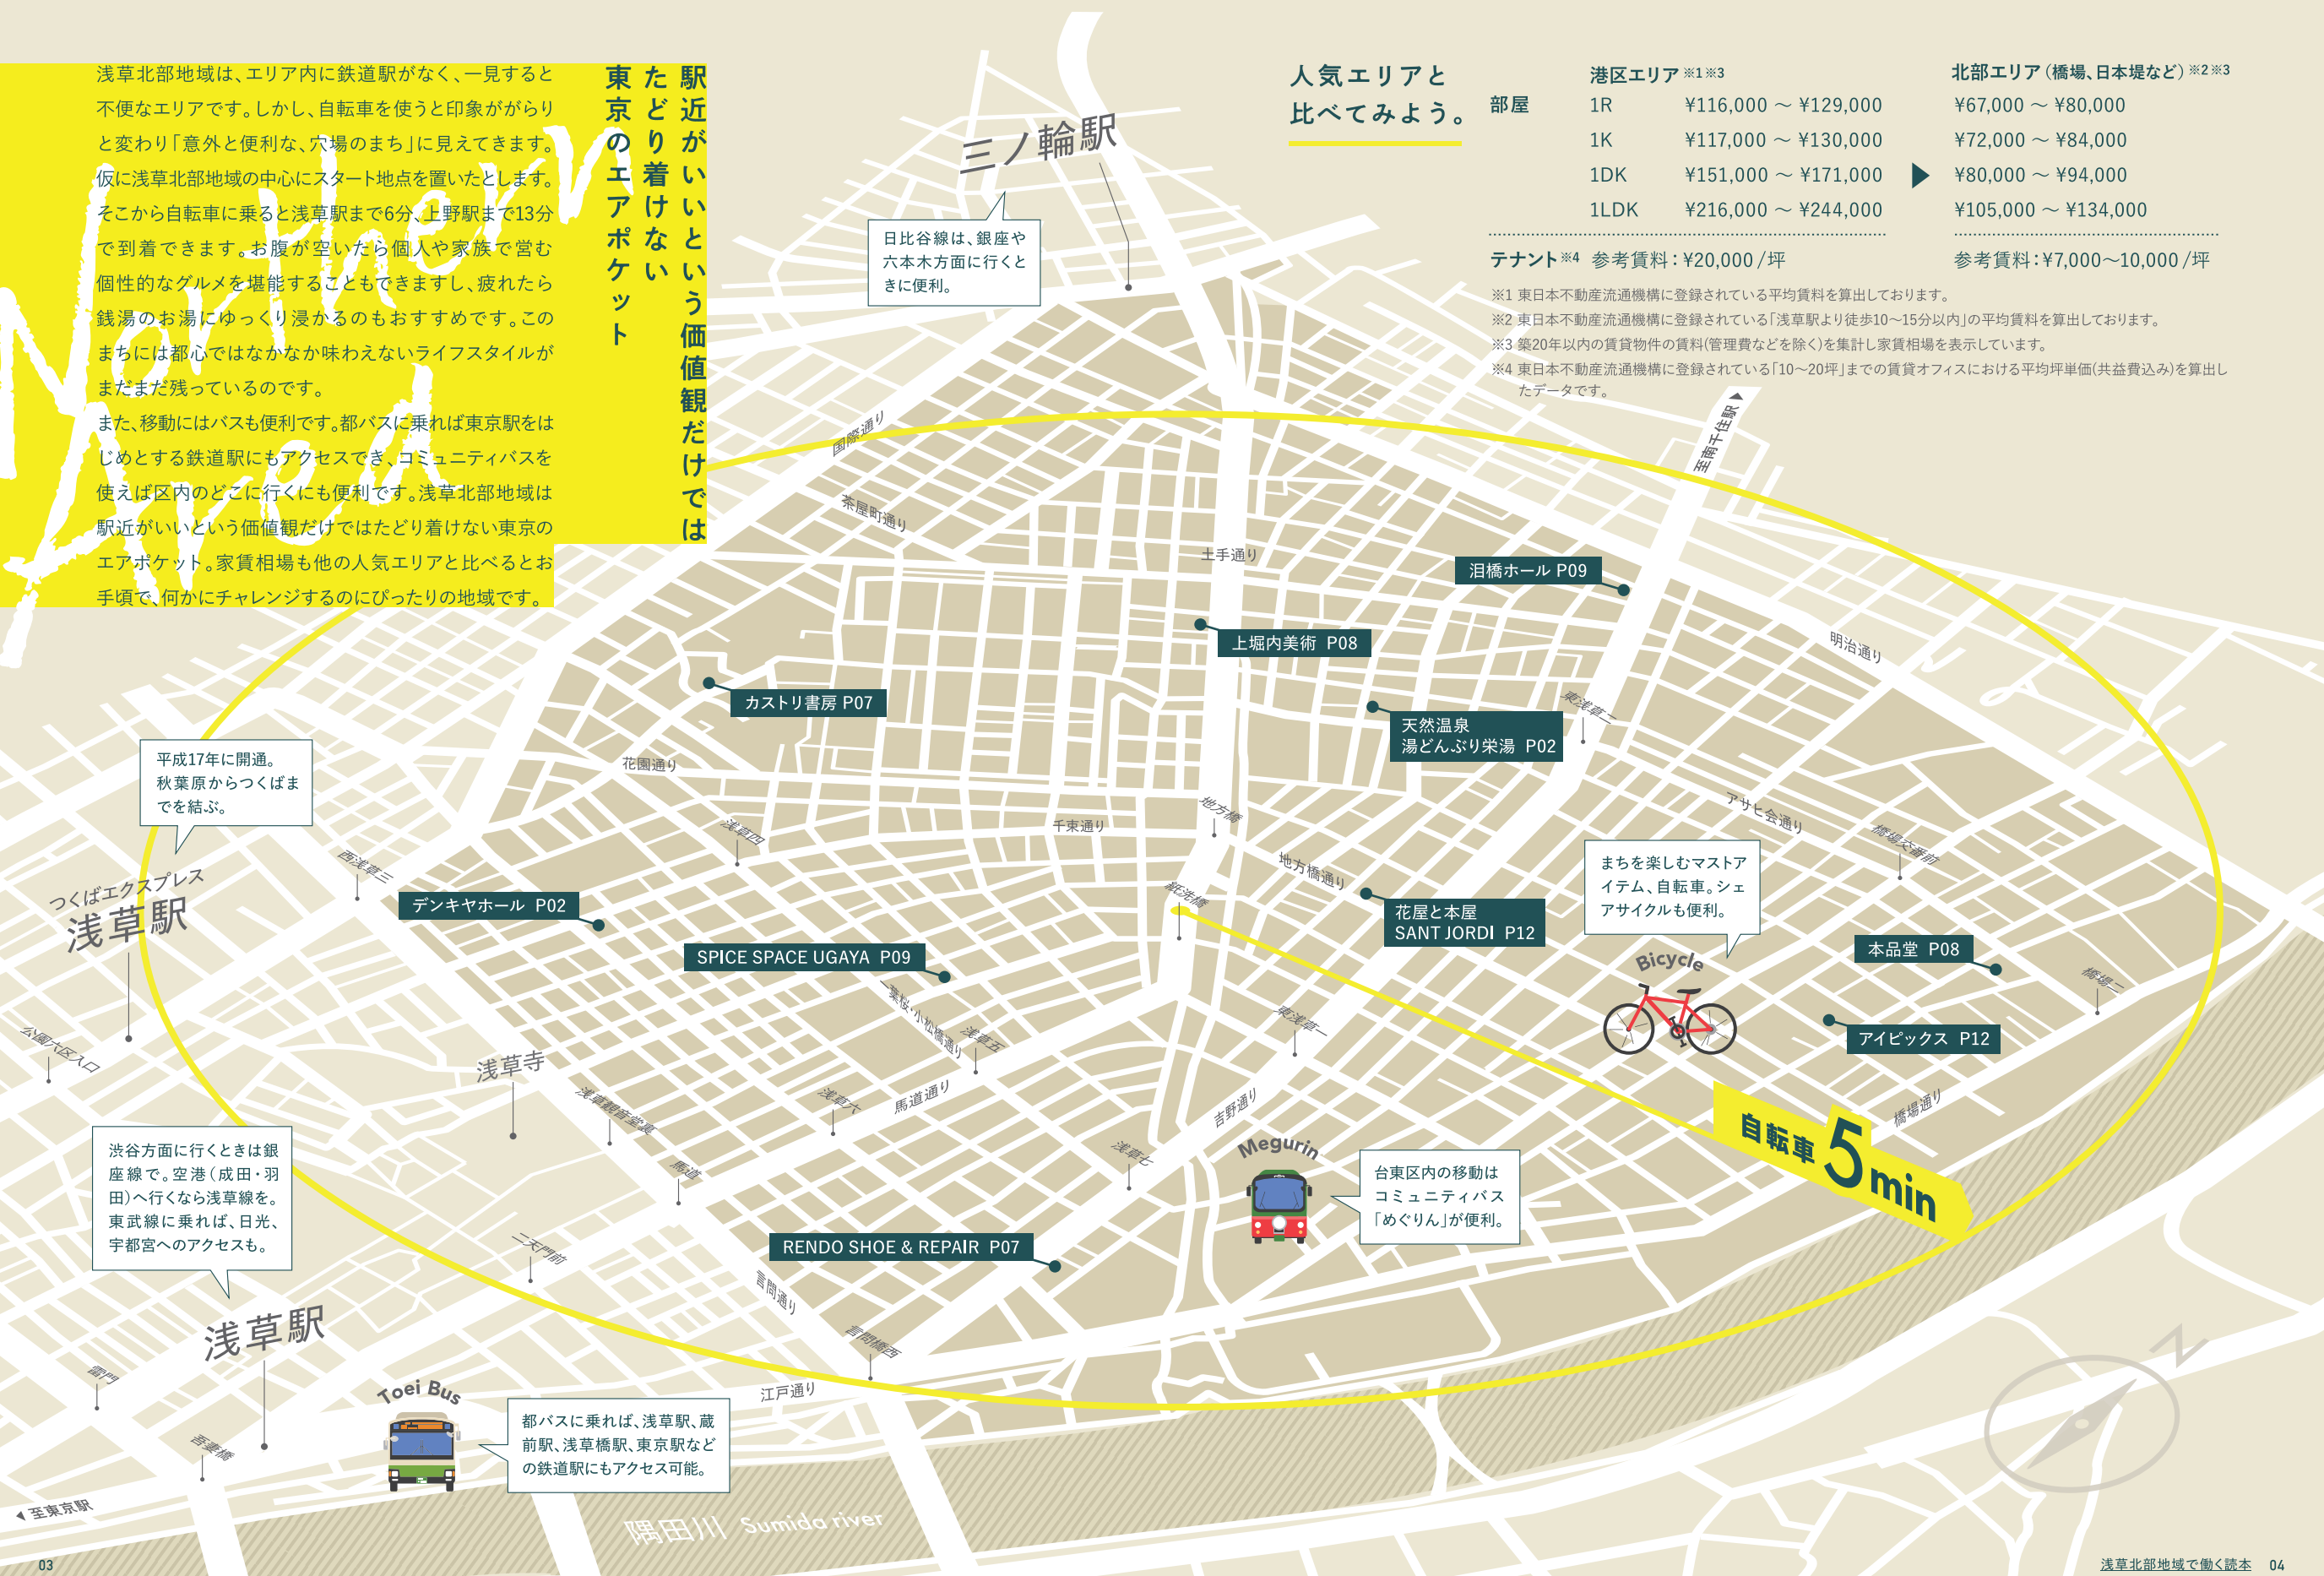 駅近がいいという価値観だけでは
たどり着けない
東京のエアポケット
Northern
Area
浅草北部地域は、エリア内に鉄道駅がなく、一見すると
不便なエリアです。しかし、自転車を使うと印象ががらり
と変わり「意外と便利な、穴場のまち」に見えてきます。
仮に浅草北部地域の中心にスタート地点を置いたとします。
そこから自転車に乗ると浅草駅まで6分、上野駅まで13分
で到着できます。お腹が空いたら個人や家族で営む
個性的なグルメを堪能することもできますし、疲れたら
銭湯のお湯にゆっくり浸かるのもおすすめです。この
まちには都心ではなかなか味わえないライフスタイルが
まだまだ残っているのです。
また、移動にはバスも便利です。都バスに乗れば東京駅をは
じめとする鉄道駅にもアクセスでき、コミュニティバスを
使えば区内のどこに行くにも便利です。浅草北部地域は
駅近がいいという価値観だけではたどり着けない東京の
エアポケット。家賃相場も他の人気エリアと比べるとお
手頃で、何かにチャレンジするのにぴったりの地域です。
人気エリアと
比べてみよう。
港区エリア※1※3 北部エリア（橋場、日本堤など）※2※3
部屋 1R ¥116,000 〜 ¥129,000 ¥67,000 〜 ¥80,000
1K ¥117,000 〜 ¥130,000 ¥72,000 〜 ¥84,000
1DK ¥151,000 〜 ¥171,000 ▶ ¥80,000 〜 ¥94,000
1LDK ¥216,000 〜 ¥244,000 ¥105,000 〜 ¥134,000
テナント※4 参考賃料：¥20,000/坪 参考賃料：¥7,000〜10,000/坪
※1 東日本不動産流通機構に登録されている平均賃料を算出しております。
※2 東日本不動産流通機構に登録されている「浅草駅より徒歩10〜15分以内」の平均賃料を算出しております。
※3 築20年以内の賃貸物件の賃料(管理費などを除く)を集計し家賃相場を表示しています。
※4 東日本不動産流通機構に登録されている「10〜20坪」までの賃貸オフィスにおける平均坪単価(共益費込み)を算出し
たデータです。
三ノ輪駅
日比谷線は、銀座や
六本木方面に行くと
きに便利。
至南千住駅▶
国際通り
茶屋町通り
土手通り
泪橋ホール P09
上堀内美術 P08
明治通り
カストリ書房 P07
東浅草二
天然温泉
湯どんぶり栄湯 P02
花園通り
平成17年に開通。
秋葉原からつくばま
でを結ぶ。
浅草四
千束通り
地方橋
アサヒ会通り
橋場交番前
西浅草三
地方橋通り
紙洗橋
まちを楽しむマストア
イテム、自転車。シェ
アサイクルも便利。
つくばエクスプレス
浅草駅
デンキヤホール P02
花屋と本屋
SANT JORDI P12
SPICE SPACE UGAYA P09
Bicycle
本品堂 P08
橋場二
一葉桜・小松橋通り
浅草五
東浅草一
アイピックス P12
公園六区入口
浅草寺
浅草観音堂裏
浅草六
馬道通り
吉野通り
橋場通り
自転車5min
渋谷方面に行くときは銀
座線で。空港（成田・羽
田）へ行くなら浅草線を。
東武線に乗れば、日光、
宇都宮へのアクセスも。
馬道
浅草七
Megurin
台東区内の移動は
コミュニティバス
「めぐりん」が便利。
二天門前
RENDO SHOE & REPAIR P07
言問通り
浅草駅
言問橋西
雷門
Toei Bus
江戸通り
都バスに乗れば、浅草駅、蔵
前駅、浅草橋駅、東京駅など
の鉄道駅にもアクセス可能。
吾妻橋
N
◀至東京駅
隅田川 Sumida river
03
浅草北部地域で働く読本 04